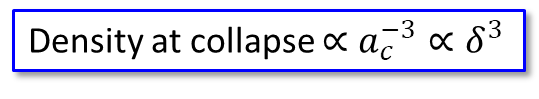 Density at collapse ∝ a_c^{-3} ∝ δ^3